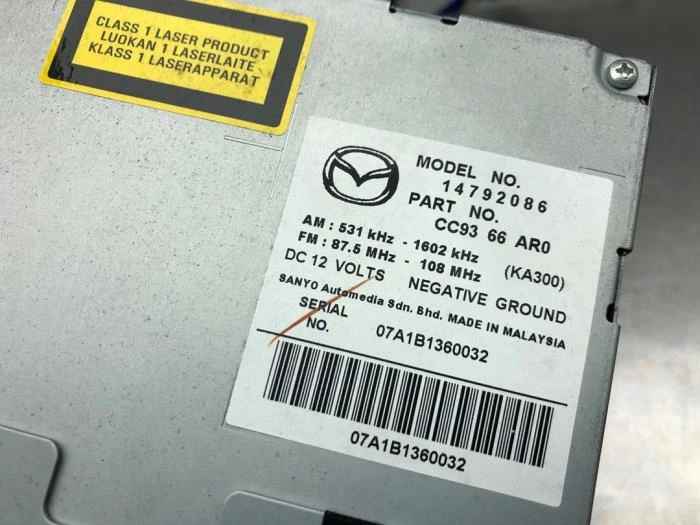 CLASS 1 LASER PRODUCT
LUOKAN 1 LASERLAITE
KLASS 1 LASERAPPARAT
MODEL NO.
14792086
PART NO.
CC93 66 AR0
AM : 531 kHz - 1602 kHz
FM : 87.5 MHz - 108 MHz (KA300)
DC 12 VOLTS NEGATIVE GROUND
SANYO Automedia Sdn. Bhd. MADE IN MALAYSIA
SERIAL
NO. 07A1B1360032
07A1B1360032